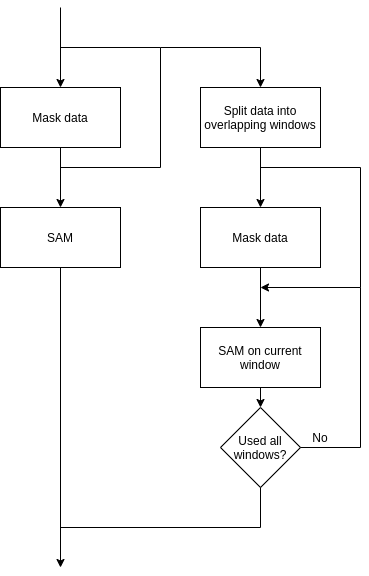 Mask data
Split data into
overlapping windows
SAM
Mask data
SAM on current
window
Used all
windows?
No